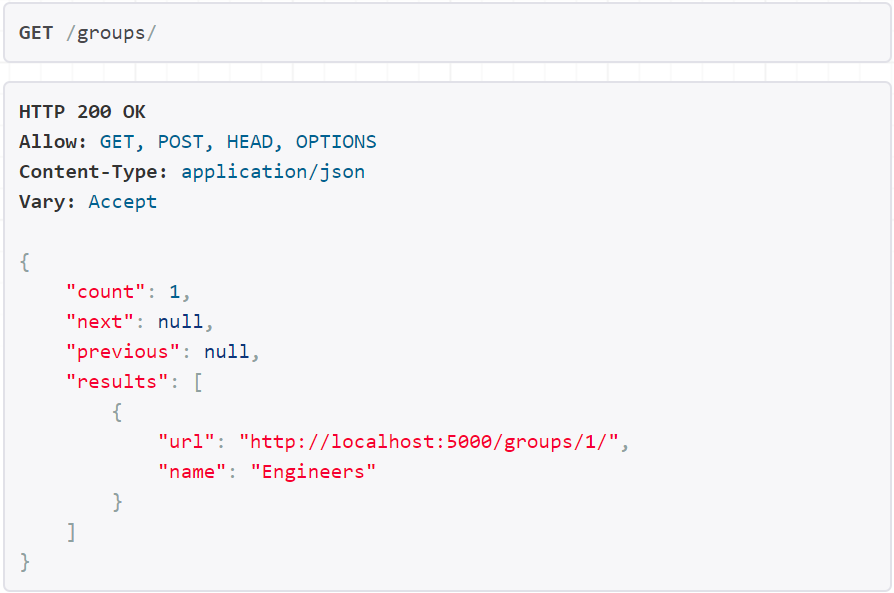 GET /groups/
HTTP 200 OK
Allow: GET, POST, HEAD, OPTIONS
Content-Type: application/json
Vary: Accept
{
    "count": 1,
    "next": null,
    "previous": null,
    "results": [
        {
            "url": "http://localhost:5000/groups/1/",
            "name": "Engineers"
        }
    ]
}